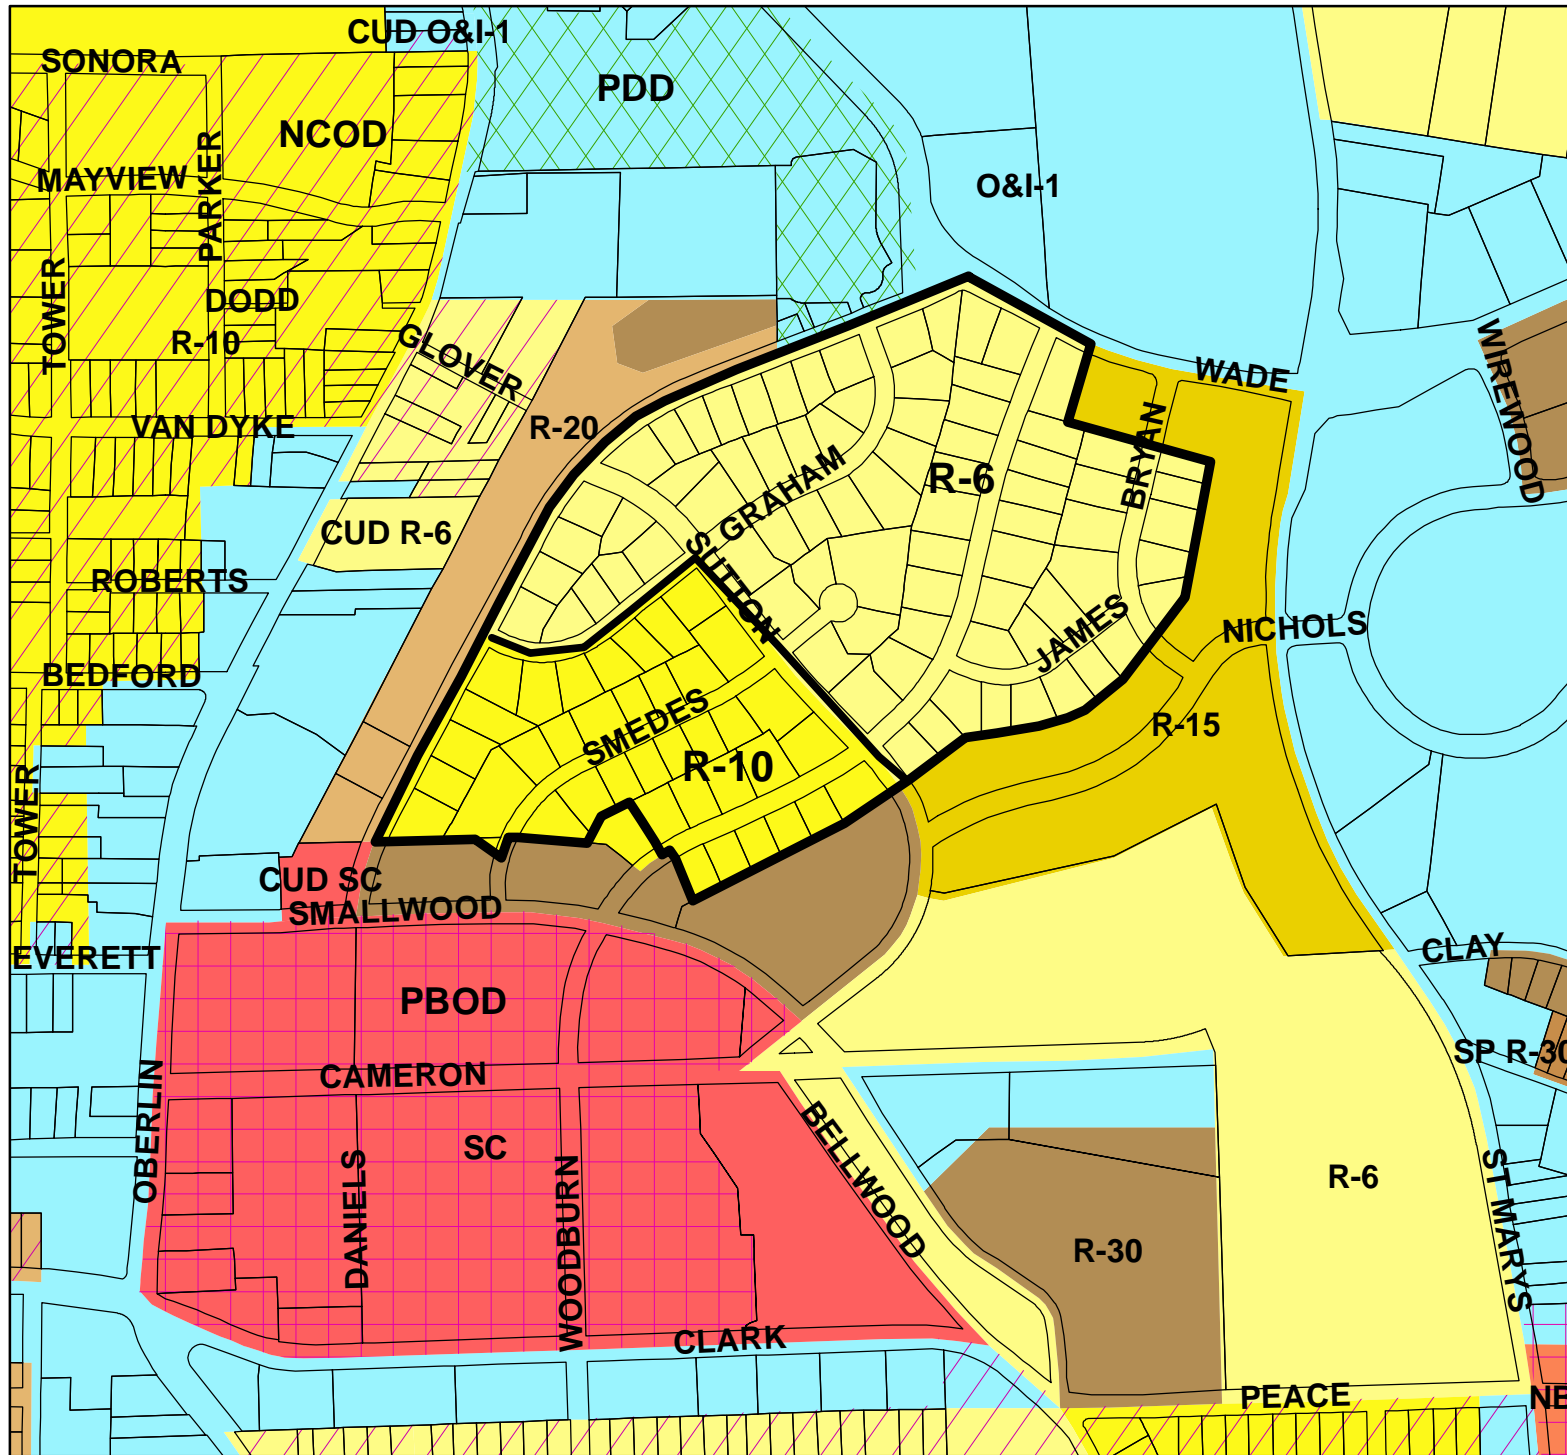 CUD O&I-1
SONORA
PDD
NCOD
PARKER
MAYVIEW
O&I-1
TOWER
DODD
R-10
GLOVER
WADE
WIREWOOD
VAN DYKE
R-20
BRYAN
GRAHAM
R-6
CUD R-6
SUTTON
ROBERTS
JAMES
NICHOLS
BEDFORD
SMEDES
R-15
R-10
TOWER
CUD SC
SMALLWOOD
EVERETT
CLAY
PBOD
SP R-30
CAMERON
OBERLIN
BELLWOOD
SC
DANIELS
WOODBURN
R-6
ST MARYS
R-30
CLARK
PEACE
NB